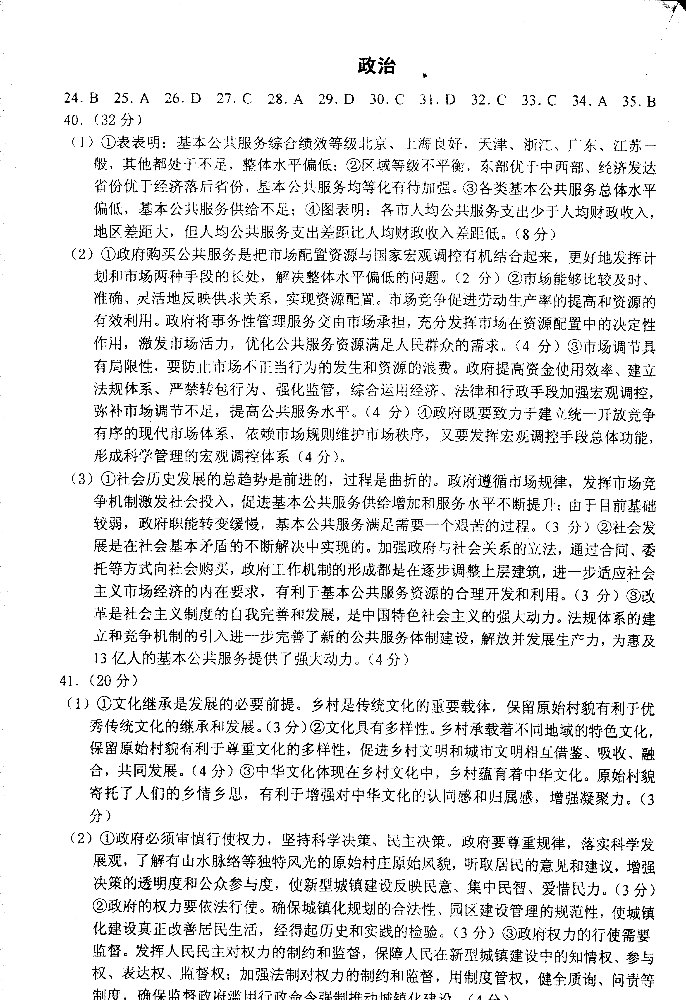 政治
24. B 25. A 26. D 27. C 28. A 29. D 30. C 31. D 32. C 33. C 34. A 35. B
40.（32 分）
（1）①表表明：基本公共服务综合绩效等级北京、上海良好，天津、浙江、广东、江苏一
般，其他都处于不足，整体水平偏低；②区域等级不平衡，东部优于中西部、经济发达
省份优于经济落后省份，基本公共服务均等化有待加强。③各类基本公共服务总体水平
偏低，基本公共服务供给不足；④图表明：各市人均公共服务支出少于人均财政收入，
地区差距大，但人均公共服务支出差距比人均财政收入差距低。（8 分）
（2）①政府购买公共服务是把市场配置资源与国家宏观调控有机结合起来，更好地发挥计
划和市场两种手段的长处，解决整体水平偏低的问题。（2 分）②市场能够比较及时、
准确、灵活地反映供求关系，实现资源配置。市场竞争促进劳动生产率的提高和资源的
有效利用。政府将事务性管理服务交由市场承担，充分发挥市场在资源配置中的决定性
作用，激发市场活力，优化公共服务资源满足人民群众的需求。（4 分）③市场调节具
有局限性，要防止市场不正当行为的发生和资源的浪费。政府提高资金使用效率、建立
法规体系、严禁转包行为、强化监管，综合运用经济、法律和行政手段加强宏观调控，
弥补市场调节不足，提高公共服务水平。（4 分）④政府既要致力于建立统一开放竞争
有序的现代市场体系，依赖市场规则维护市场秩序，又要发挥宏观调控手段总体功能，
形成科学管理的宏观调控体系（4 分）。
（3）①社会历史发展的总趋势是前进的，过程是曲折的。政府遵循市场规律，发挥市场竞
争机制激发社会投入，促进基本公共服务供给增加和服务水平不断提升；由于目前基础
较弱，政府职能转变缓慢，基本公共服务满足需要一个艰苦的过程。（3 分）②社会发
展是在社会基本矛盾的不断解决中实现的。加强政府与社会关系的立法，通过合同、委
托等方式向社会购买，政府工作机制的形成都是在逐步调整上层建筑，进一步适应社会
主义市场经济的内在要求，有利于基本公共服务资源的合理开发和利用。（3 分）③改
革是社会主义制度的自我完善和发展，是中国特色社会主义的强大动力。法规体系的建
立和竞争机制的引入进一步完善了新的公共服务体制建设，解放并发展生产力，为惠及
13 亿人的基本公共服务提供了强大动力。（4 分）
41.（20 分）
（1）①文化继承是发展的必要前提。乡村是传统文化的重要载体，保留原始村貌有利于优
秀传统文化的继承和发展。（3 分）②文化具有多样性。乡村承载着不同地域的特色文化，
保留原始村貌有利于尊重文化的多样性，促进乡村文明和城市文明相互借鉴、吸收、融
合，共同发展。（4 分）③中华文化体现在乡村文化中，乡村蕴育着中华文化。原始村貌
寄托了人们的乡情乡思，有利于增强对中华文化的认同感和归属感，增强凝聚力。（3
分）
（2）①政府必须审慎行使权力，坚持科学决策、民主决策。政府要尊重规律，落实科学发
展观，了解有山水脉络等独特风光的原始村庄原始风貌，听取居民的意见和建议，增强
决策的透明度和公众参与度，使新型城镇建设反映民意、集中民智、爱惜民力。（3 分）
②政府的权力要依法行使。确保城镇化规划的合法性、园区建设管理的规范性，使城镇
化建设真正改善居民生活，经得起历史和实践的检验。（3 分）③政府权力的行使需要
监督。发挥人民民主对权力的制约和监督，保障人民在新型城镇建设中的知情权、参与
权、表达权、监督权；加强法制对权力的制约和监督，用制度管权，健全质询、问责等
制度，确保监督政府滥用行政命令强制推动城镇化建设。（4 分）